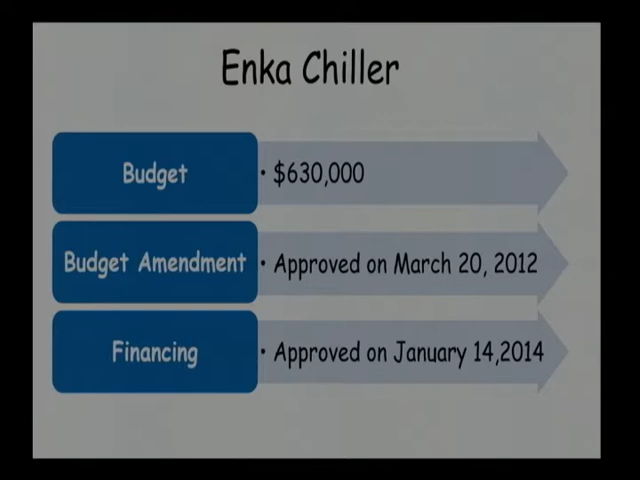 Enka Chiller
Budget
• $630,000
Budget Amendment
• Approved on March 20, 2012
Financing
• Approved on January 14,2014